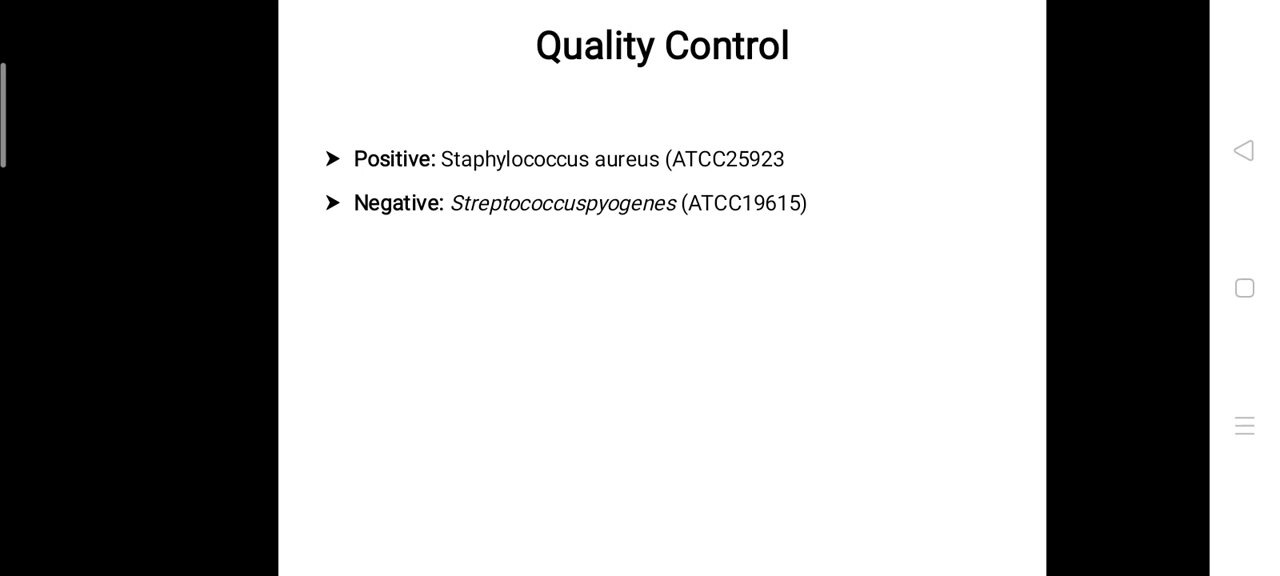 Quality Control
➤ Positive: Staphylococcus aureus (ATCC25923
➤ Negative: Streptococcuspyogenes (ATCC19615)